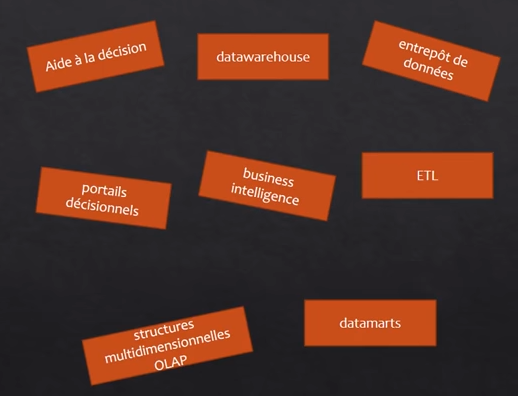 Aide à la décision
datawarehouse
entrepôt de
données
portails
décisionnels
business
intelligence
ETL
structures
multidimensionnelles
OLAP
datamarts